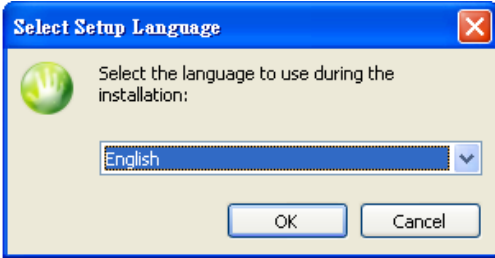 Select Setup Language
Select the language to use during the
installation:
English
OK
Cancel